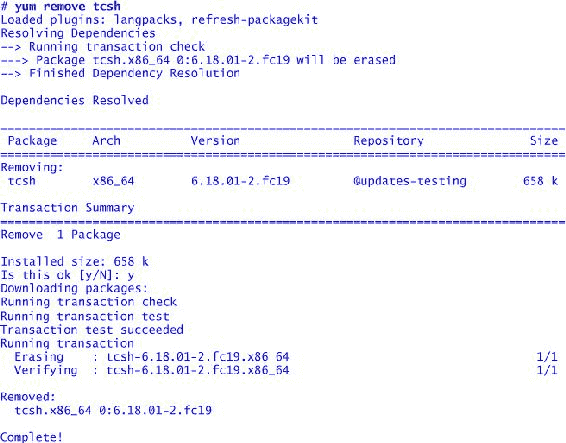 # yum remove tcsh
Loaded plugins: langpacks, refresh-packagekit
Resolving Dependencies
--> Running transaction check
---> Package tcsh.x86_64 0:6.18.01-2.fc19 will be erased
--> Finished Dependency Resolution

Dependencies Resolved

================================================================================
Package Arch Version Repository Size
================================================================================
Removing:
tcsh x86_64 6.18.01-2.fc19 @updates-testing 658 k

Transaction Summary
================================================================================
Remove 1 Package

Installed size: 658 k
Is this ok [y/N]: y
Downloading packages:
Running transaction check
Running transaction test
Transaction test succeeded
Running transaction
Erasing : tcsh-6.18.01-2.fc19.x86_64 1/1
Verifying : tcsh-6.18.01-2.fc19.x86_64 1/1

Removed:
tcsh.x86_64 0:6.18.01-2.fc19

Complete!